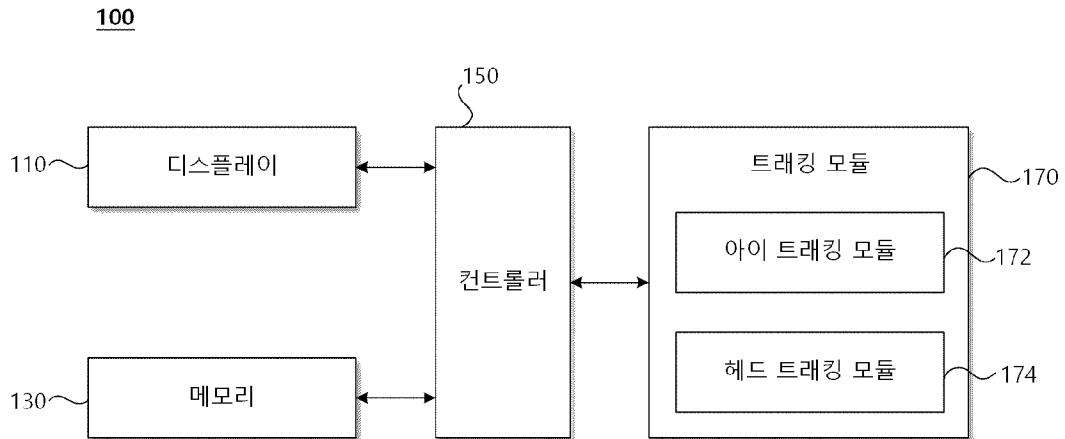 100
150
110
디스플레이
트래킹 모듈
170
아이 트래킹 모듈
172
컨트롤러
헤드 트래킹 모듈
174
130
메모리